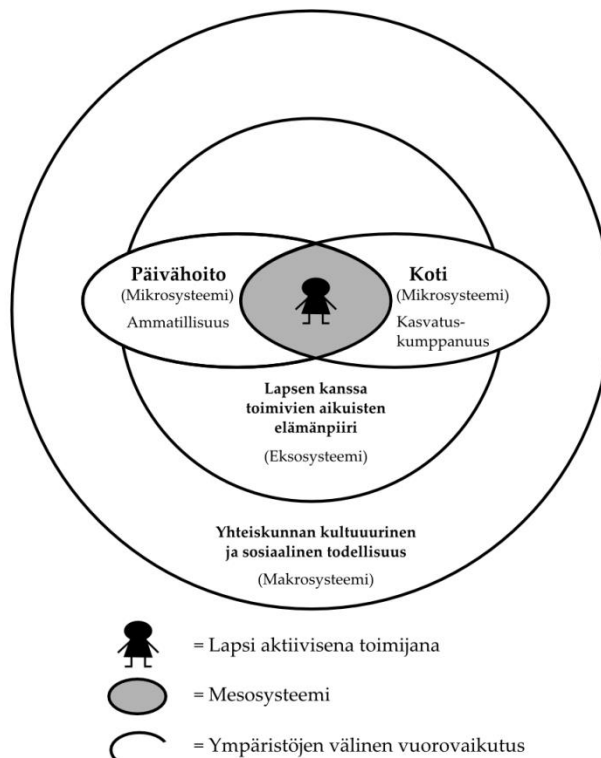 Päivähoito
(Mikrosysteemi)
Ammatillisuus
Koti
(Mikrosysteemi)
Kasvatus-
kumppanuus
Lapsen kanssa
toimivien aikuisten
elämänpiiri
(Eksosysteemi)
Yhteiskunnan kultuuurinen
ja sosiaalinen todellisuus
(Makrosysteemi)
= Lapsi aktiivisena toimijana
= Mesosysteemi
= Ympäristöjen välinen vuorovaikutus